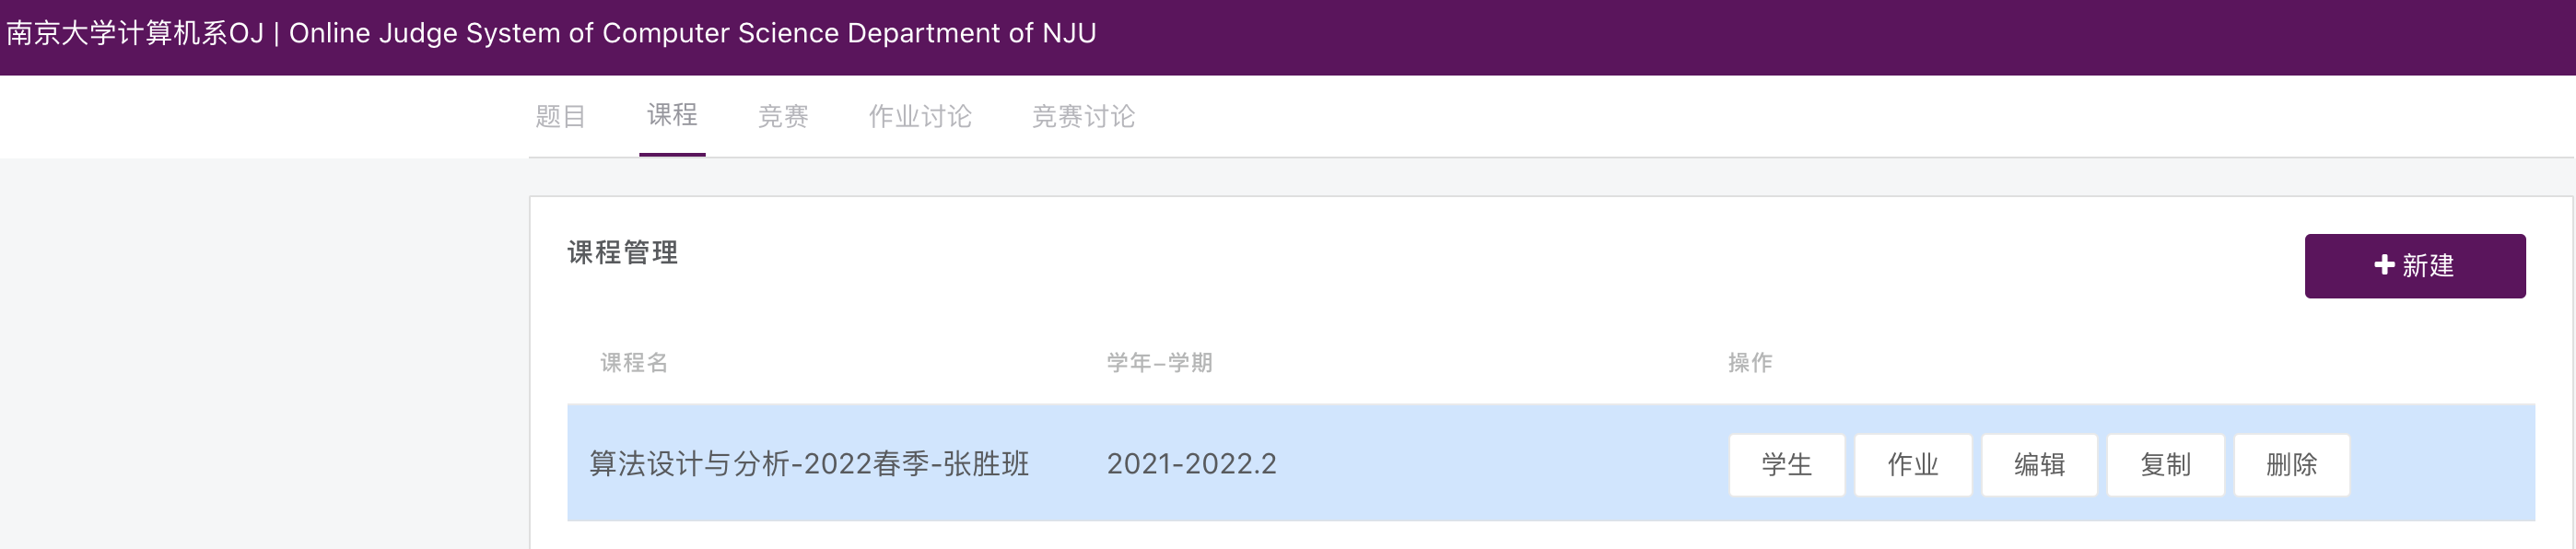 南京大学计算机系OJ | Online Judge System of Computer Science Department of NJU
题目 课程 竞赛 作业讨论 竞赛讨论
课程管理
新建
课程名 学年-学期 操作
算法设计与分析-2022春季-张胜班 2021-2022.2 学生 作业 编辑 复制 删除